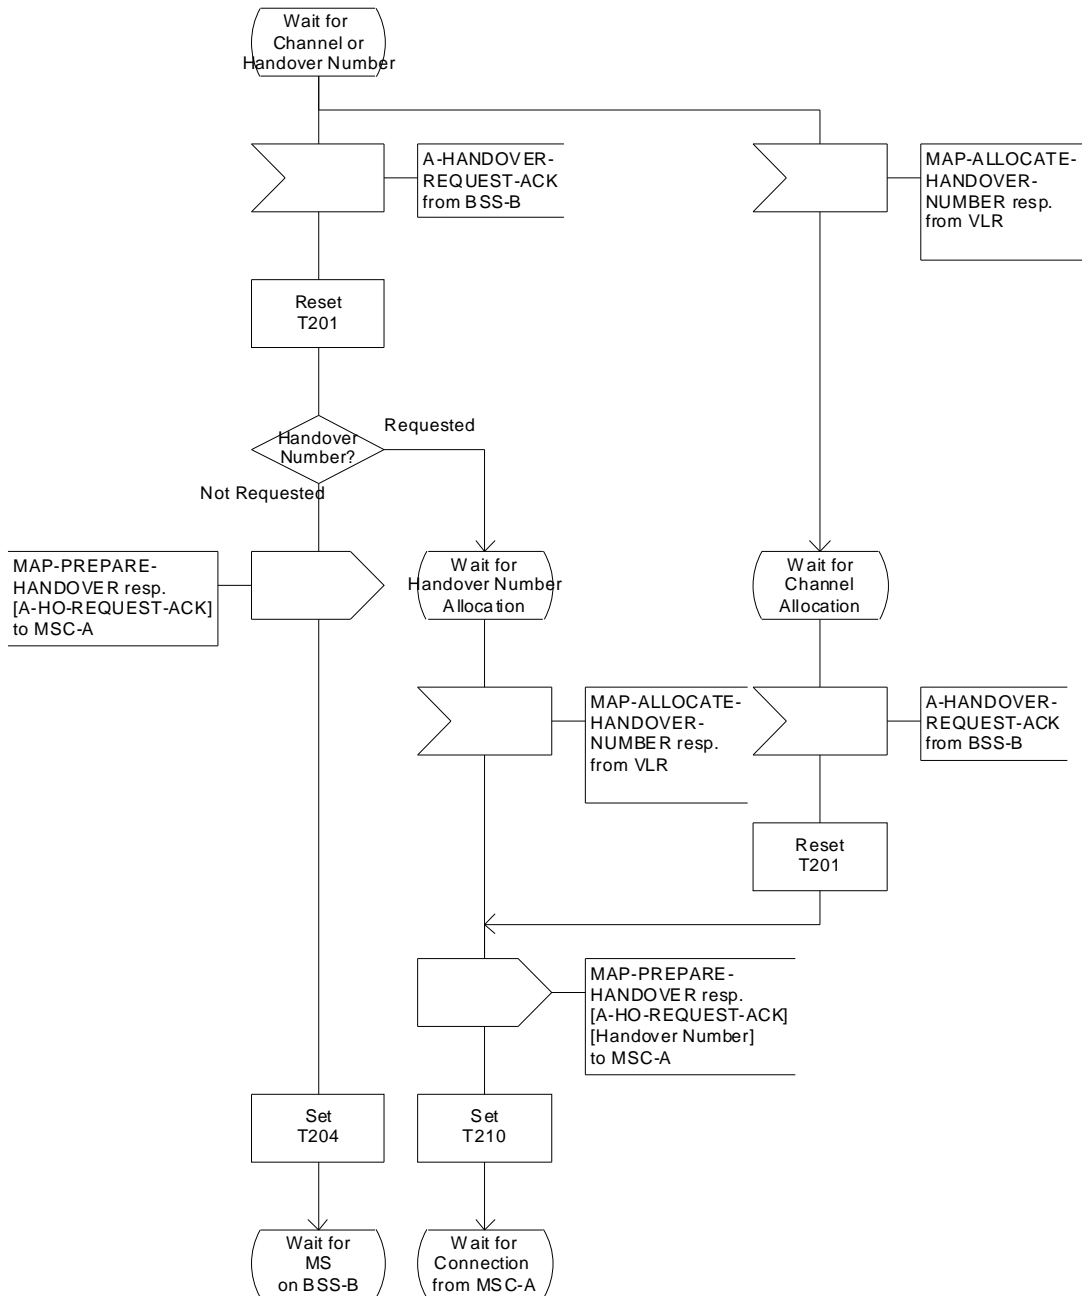 Wait for
Channel or
Handover Number
A-HANDOVER-
REQUEST-ACK
from BSS-B
MAP-ALLOCATE-
HANDOVER-
NUMBER resp.
from VLR
Reset
T201
Handover
Number?
Requested
Not Requested
MAP-PREPARE-
HANDOVER resp.
[A-HO-REQUEST-ACK]
to MSC-A
Wait for
Handover Number
Allocation
Wait for
Channel
Allocation
MAP-ALLOCATE-
HANDOVER-
NUMBER resp.
from VLR
A-HANDOVER-
REQUEST-ACK
from BSS-B
Reset
T201
MAP-PREPARE-
HANDOVER resp.
[A-HO-REQUEST-ACK]
[Handover Number]
to MSC-A
Set
T204
Set
T210
Wait for
MS
on BSS-B
Wait for
Connection
from MSC-A